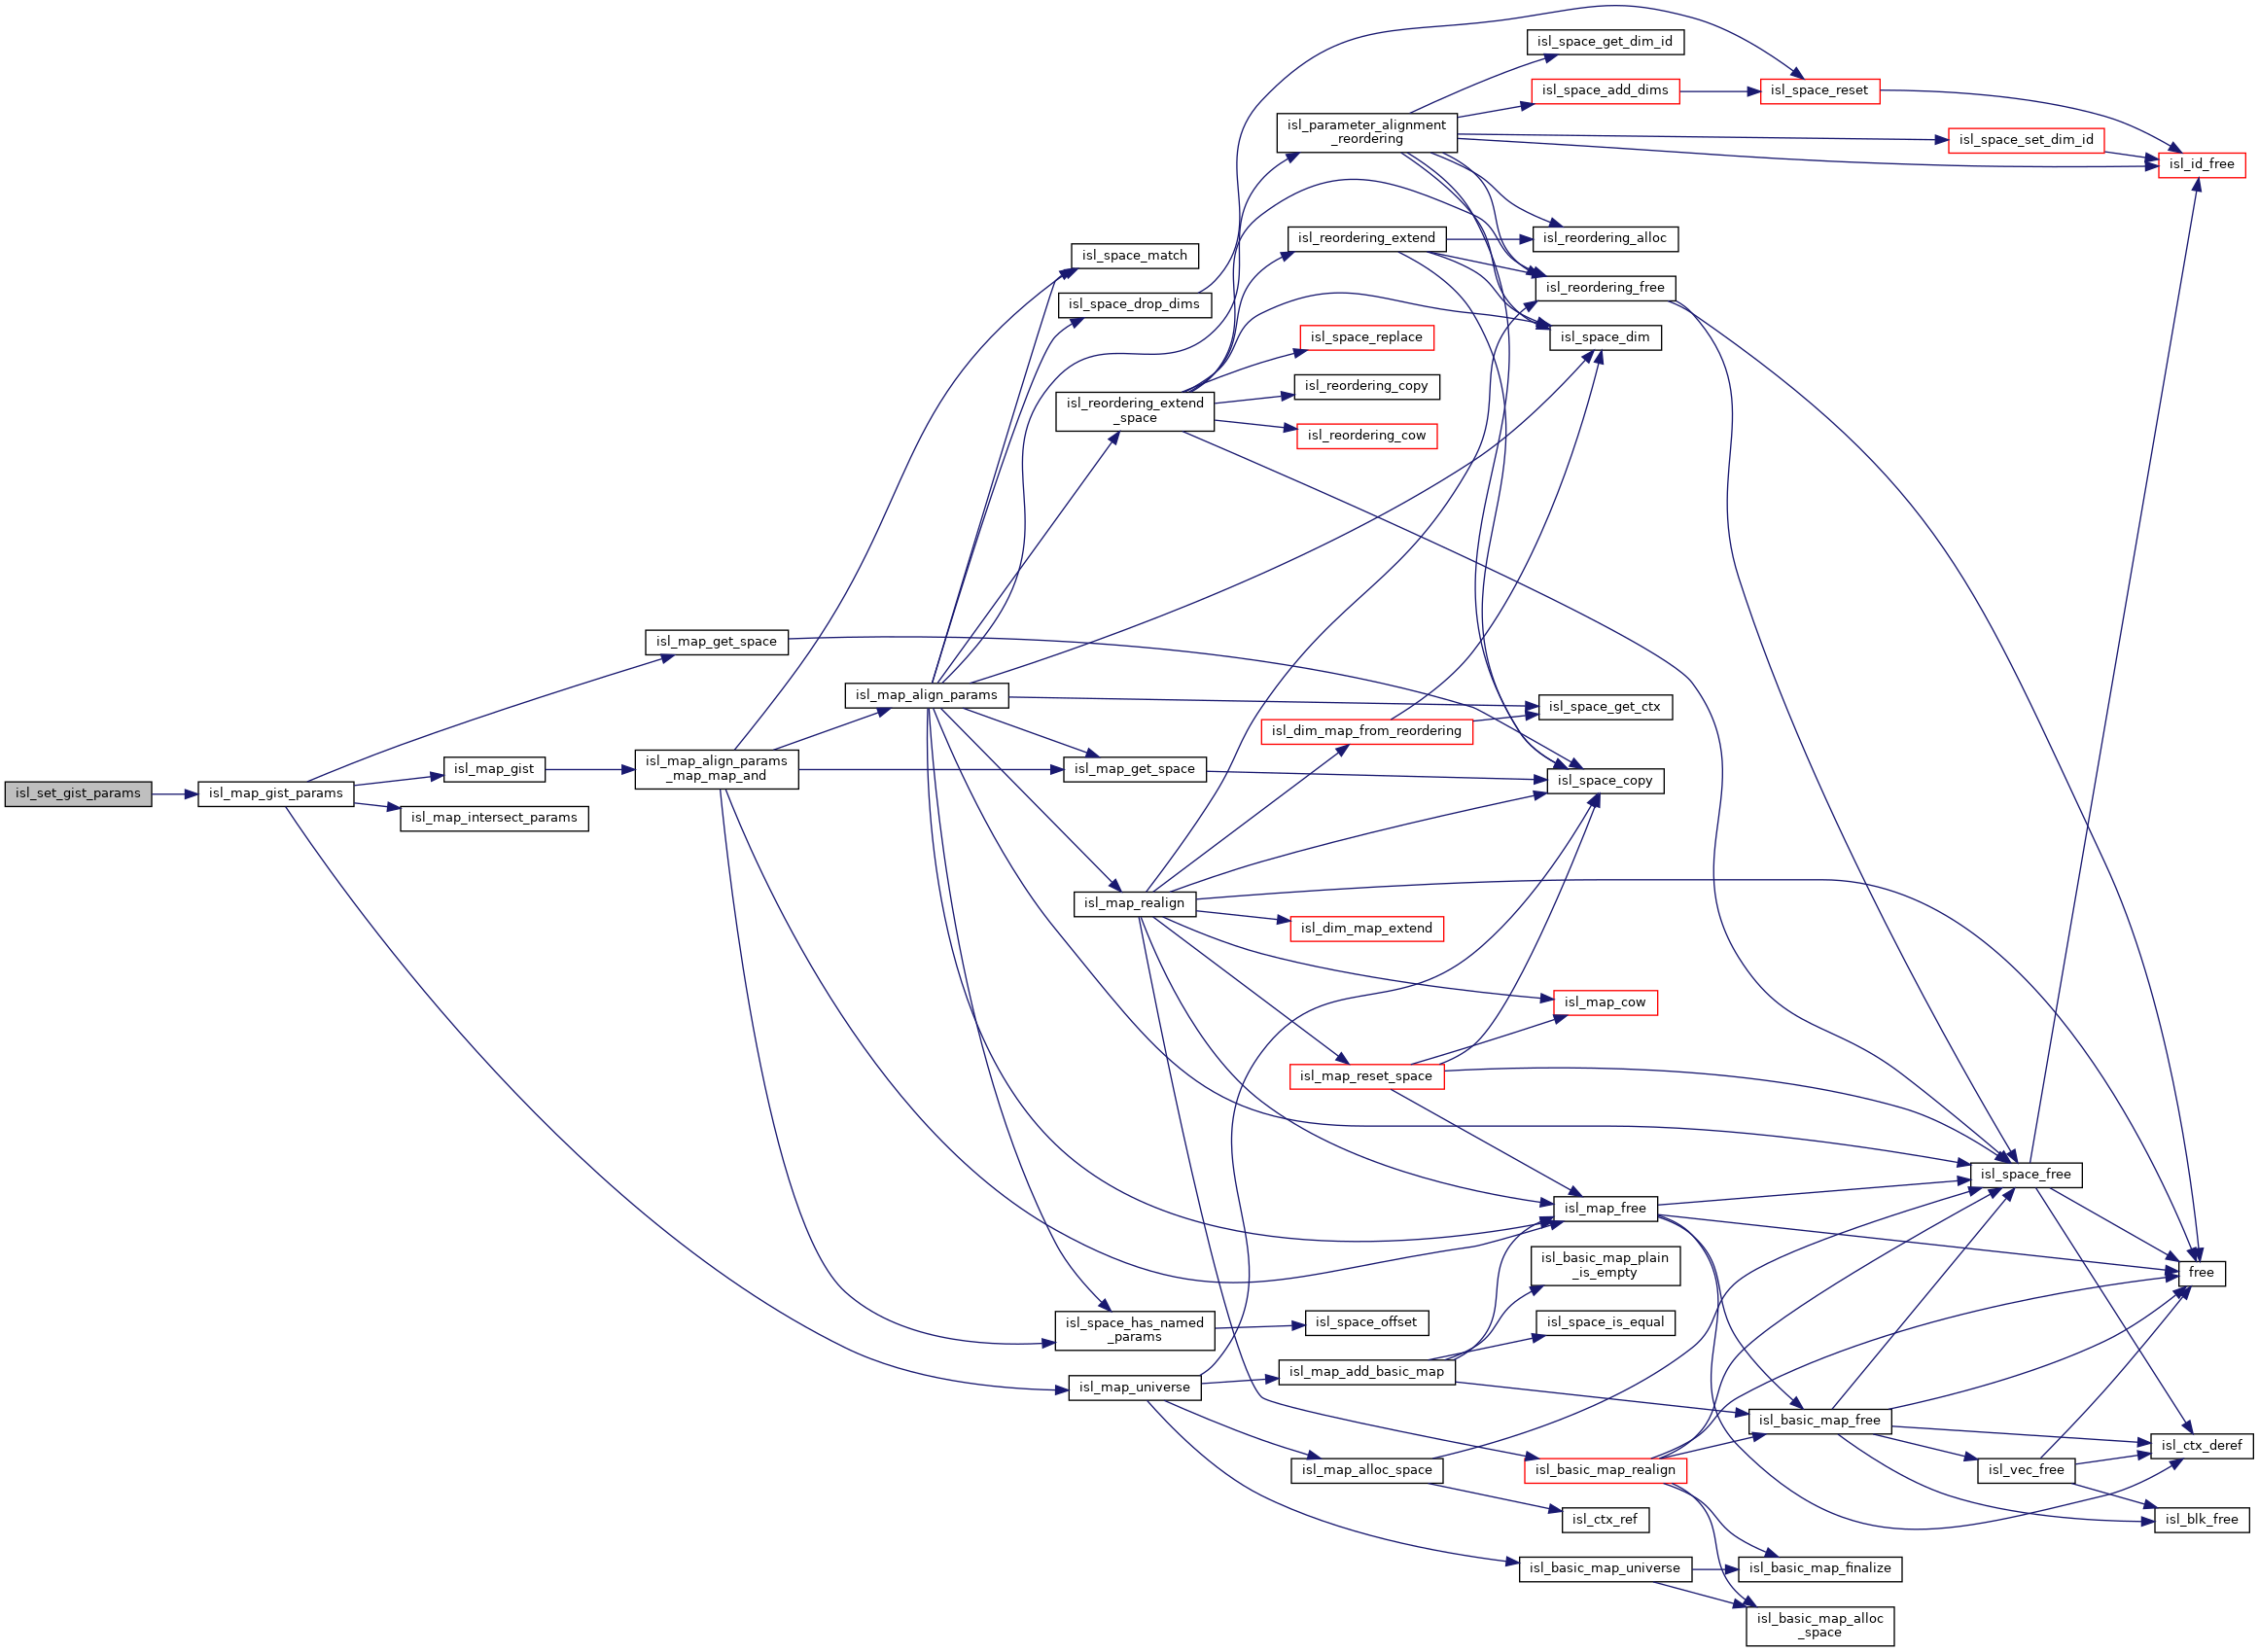 isl_space_get_dim_id
isl_space_add_dims
isl_space_reset
isl_parameter_alignment
_reordering
isl_space_set_dim_id
isl_id_free
isl_reordering_extend
isl_reordering_alloc
isl_space_match
isl_reordering_free
isl_space_drop_dims
isl_space_replace
isl_space_dim
isl_reordering_copy
isl_reordering_extend
_space
isl_reordering_cow
isl_map_get_space
isl_map_align_params
isl_space_get_ctx
isl_dim_map_from_reordering
isl_map_gist
isl_map_align_params
_map_map_and
isl_map_get_space
isl_space_copy
isl_set_gist_params
isl_map_gist_params
isl_map_intersect_params
isl_map_realign
isl_dim_map_extend
isl_map_cow
isl_map_reset_space
isl_space_free
isl_map_free
isl_basic_map_plain
_is_empty
free
isl_space_has_named
_params
isl_space_offset
isl_space_is_equal
isl_map_add_basic_map
isl_map_universe
isl_basic_map_free
isl_ctx_deref
isl_map_alloc_space
isl_basic_map_realign
isl_vec_free
isl_ctx_ref
isl_blk_free
isl_basic_map_universe
isl_basic_map_finalize
isl_basic_map_alloc
_space